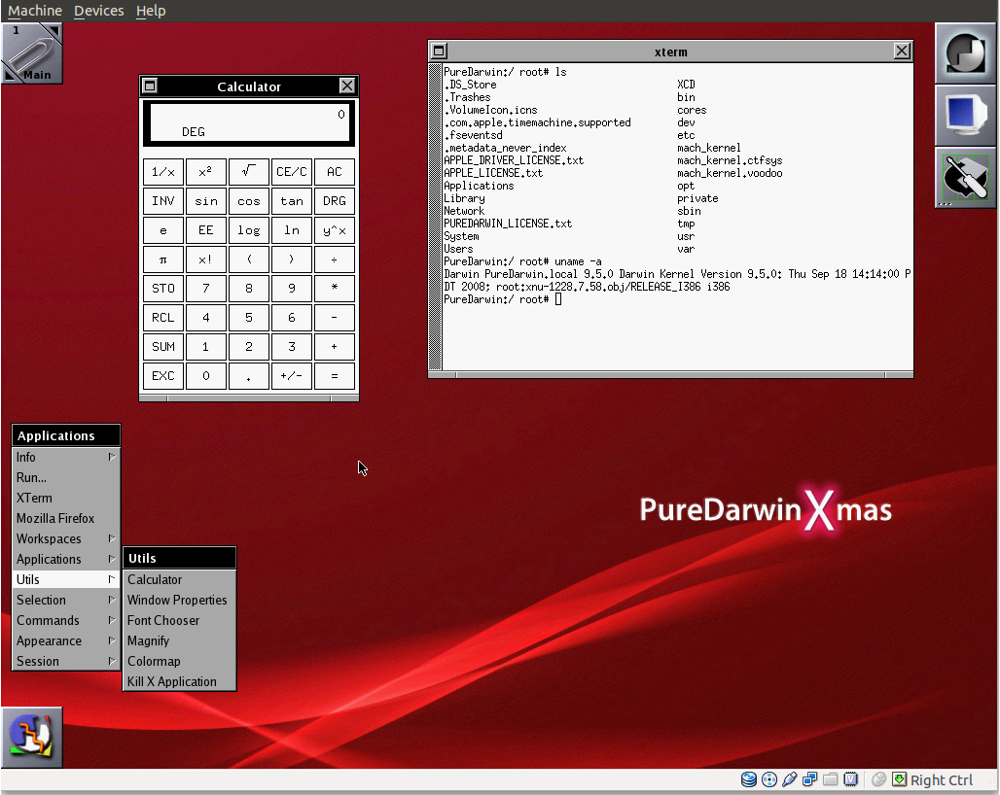 Machine Devices Help
1
Main
Calculator
0
DEG
1/x x² √ CE/C AC
INV sin cos tan DRG
e EE log ln y^x
π x! ( ) ÷
STO 7 8 9 *
RCL 4 5 6 -
SUM 1 2 3 +
EXC 0 . +/- =
xterm
PureDarwin:/ root# ls
.DS_Store XCD
.Trashes bin
.VolumeIcon.icns cores
.com.apple.timemachine.supported dev
.fseventsd etc
.metadata_never_index mach_kernel
APPLE_DRIVER_LICENSE.txt mach_kernel.ctfsys
APPLE_LICENSE.txt mach_kernel.voodoo
Applications opt
Library private
Network sbin
PUREDARWIN_LICENSE.txt tmp
System usr
Users var
PureDarwin:/ root# uname -a
Darwin PureDarwin.local 9.5.0 Darwin Kernel Version 9.5.0: Thu Sep 18 14:14:00 P
DT 2008; root:xnu-1228.7.58.obj/RELEASE_I386 i386
PureDarwin:/ root#
Applications
Info
Run...
XTerm
Mozilla Firefox
Workspaces
Applications
Utils
Selection
Commands
Appearance
Session
Utils
Calculator
Window Properties
Font Chooser
Magnify
Colormap
Kill X Application
PureDarwin Xmas
Right Ctrl